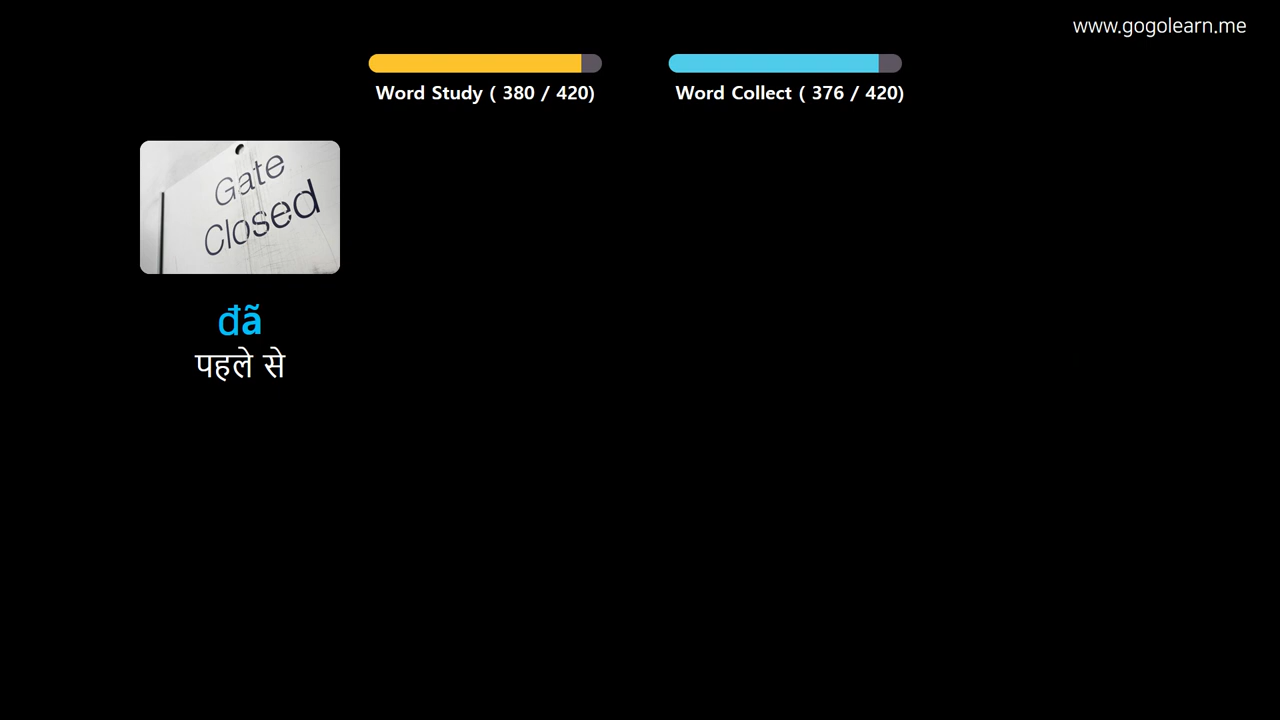 www.gogolearn.me
Word Study ( 380 / 420)
Word Collect ( 376 / 420)
Gate
Closed
đã
पहले से